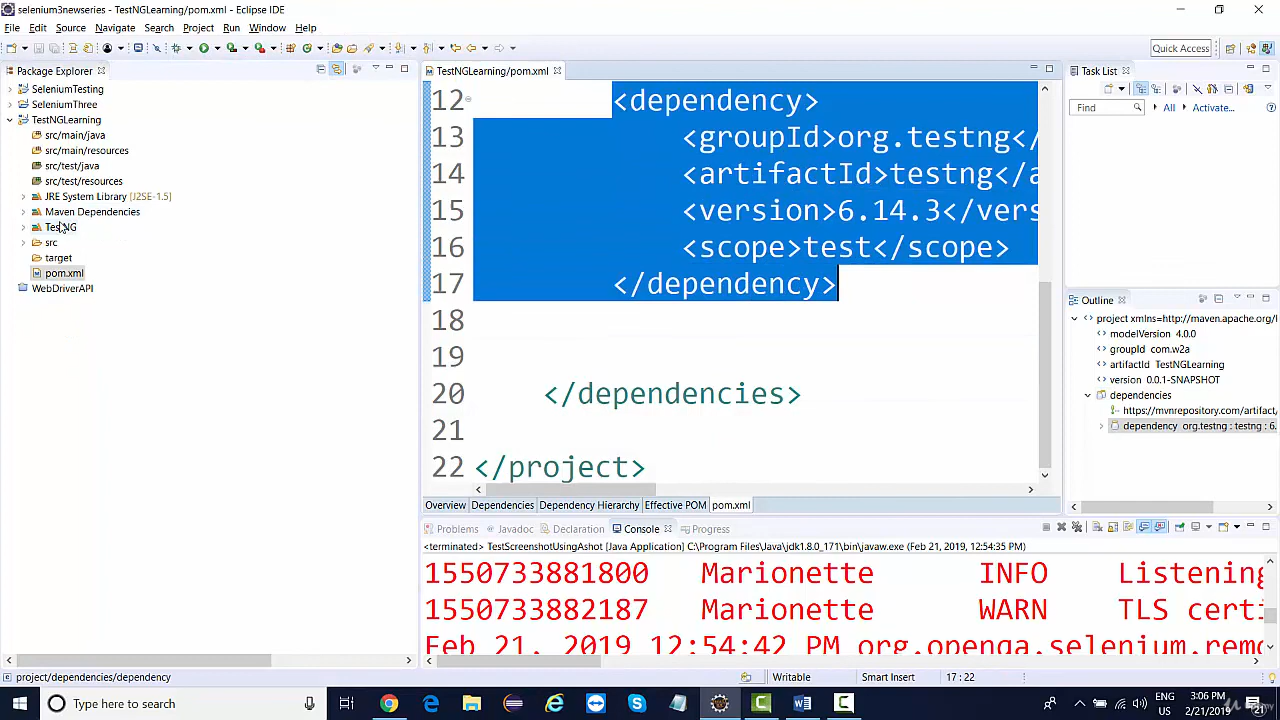 selenium3newseries - TestNGLearning/pom.xml - Eclipse IDE
File Edit Source Navigate Search Project Run Window Help
Quick Access
Package Explorer
SeleniumTesting
SeleniumThree
TestNGLearning
src/main/java
src/main/resources
src/test/java
src/test/resources
JRE System Library [J2SE-1.5]
Maven Dependencies
TestNG
src
target
pom.xml
WebDriverAPI
TestNGLearning/pom.xml
12 <dependency>
13 <groupId>org.testng</
14 <artifactId>testng</a
15 <version>6.14.3</vers
16 <scope>test</scope>
17 </dependency>
18
19
20 </dependencies>
21
22 </project>
Overview Dependencies Dependency Hierarchy Effective POM pom.xml
Task List
Find All Activate...
Outline
project xmlns=http://maven.apache.org/
modelVersion 4.0.0
groupId com.w2a
artifactId TestNGLearning
version 0.0.1-SNAPSHOT
dependencies
https://mvnrepository.com/artifact/
dependency org.testng : testng : 6.
Problems Javadoc Declaration Console Progress
<terminated> TestScreenshotUsingAshot [Java Application] C:\Program Files\Java\jdk1.8.0_171\bin\javaw.exe (Feb 21, 2019, 12:54:35 PM)
1550733881800 Marionette INFO Listening
1550733882187 Marionette WARN TLS certi
Feb 21, 2019 12:54:42 PM org.openqa.selenium.remo
project/dependencies/dependency
Writable Smart Insert 17 : 22
Type here to search
ENG
US
3:06 PM
2/21/2019
21